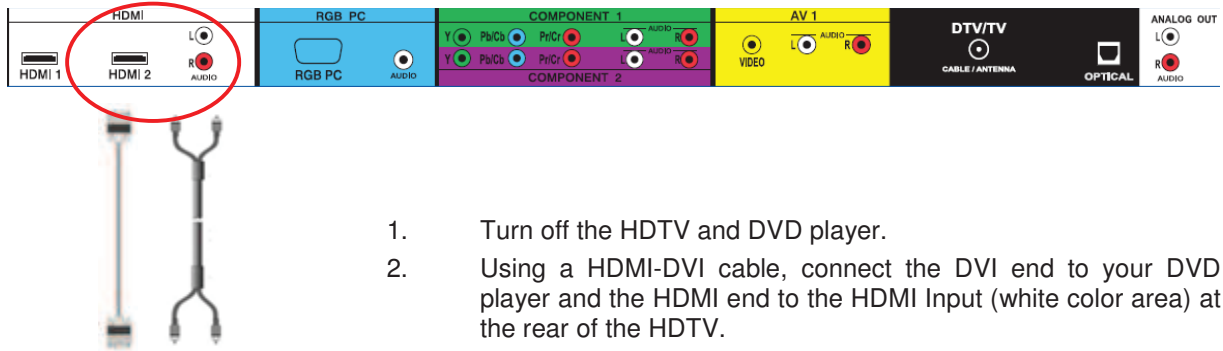 HDMI
HDMI 1
HDMI 2
L
R
AUDIO
RGB PC
RGB PC
AUDIO
COMPONENT 1
Y Pb/Cb Pr/Cr L AUDIO R
Y Pb/Cb Pr/Cr L AUDIO R
COMPONENT 2
AV 1
VIDEO
L AUDIO R
DTV/TV
CABLE / ANTENNA
OPTICAL
ANALOG OUT
L
R
AUDIO
1. Turn off the HDTV and DVD player.
2. Using a HDMI-DVI cable, connect the DVI end to your DVD
player and the HDMI end to the HDMI Input (white color area) at
the rear of the HDTV.